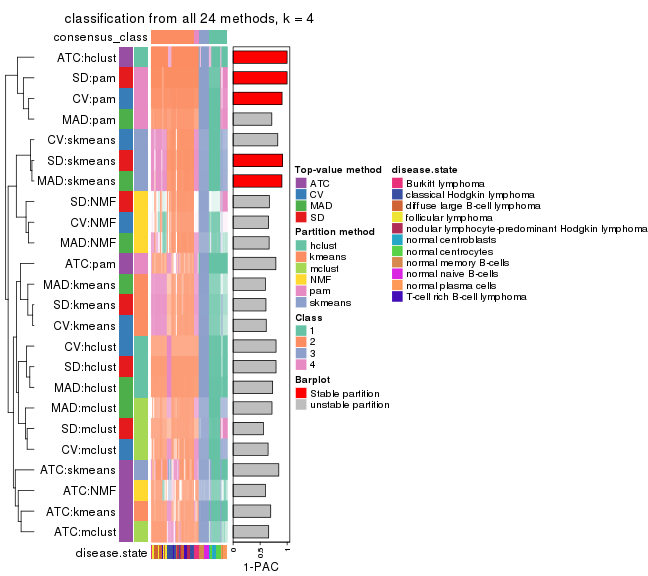 classification from all 24 methods, k = 4
consensus_class
ATC:hclust
SD:pam
CV:pam
MAD:pam
CV:skmeans
SD:skmeans
MAD:skmeans
SD:NMF
CV:NMF
MAD:NMF
ATC:pam
MAD:kmeans
SD:kmeans
CV:kmeans
CV:hclust
SD:hclust
MAD:hclust
MAD:mclust
SD:mclust
CV:mclust
ATC:skmeans
ATC:NMF
ATC:kmeans
ATC:mclust
disease.state
0
0.5
1
1-PAC
Top-value method
ATC
CV
MAD
SD
Partition method
hclust
kmeans
mclust
NMF
pam
skmeans
Class
1
2
3
4
Barplot
Stable partition
unstable partition
disease.state
Burkitt lymphoma
classical Hodgkin lymphoma
diffuse large B-cell lymphoma
follicular lymphoma
nodular lymphocyte-predominant Hodgkin lymphoma
normal centroblasts
normal centrocytes
normal memory B-cells
normal naive B-cells
normal plasma cells
T-cell rich B-cell lymphoma